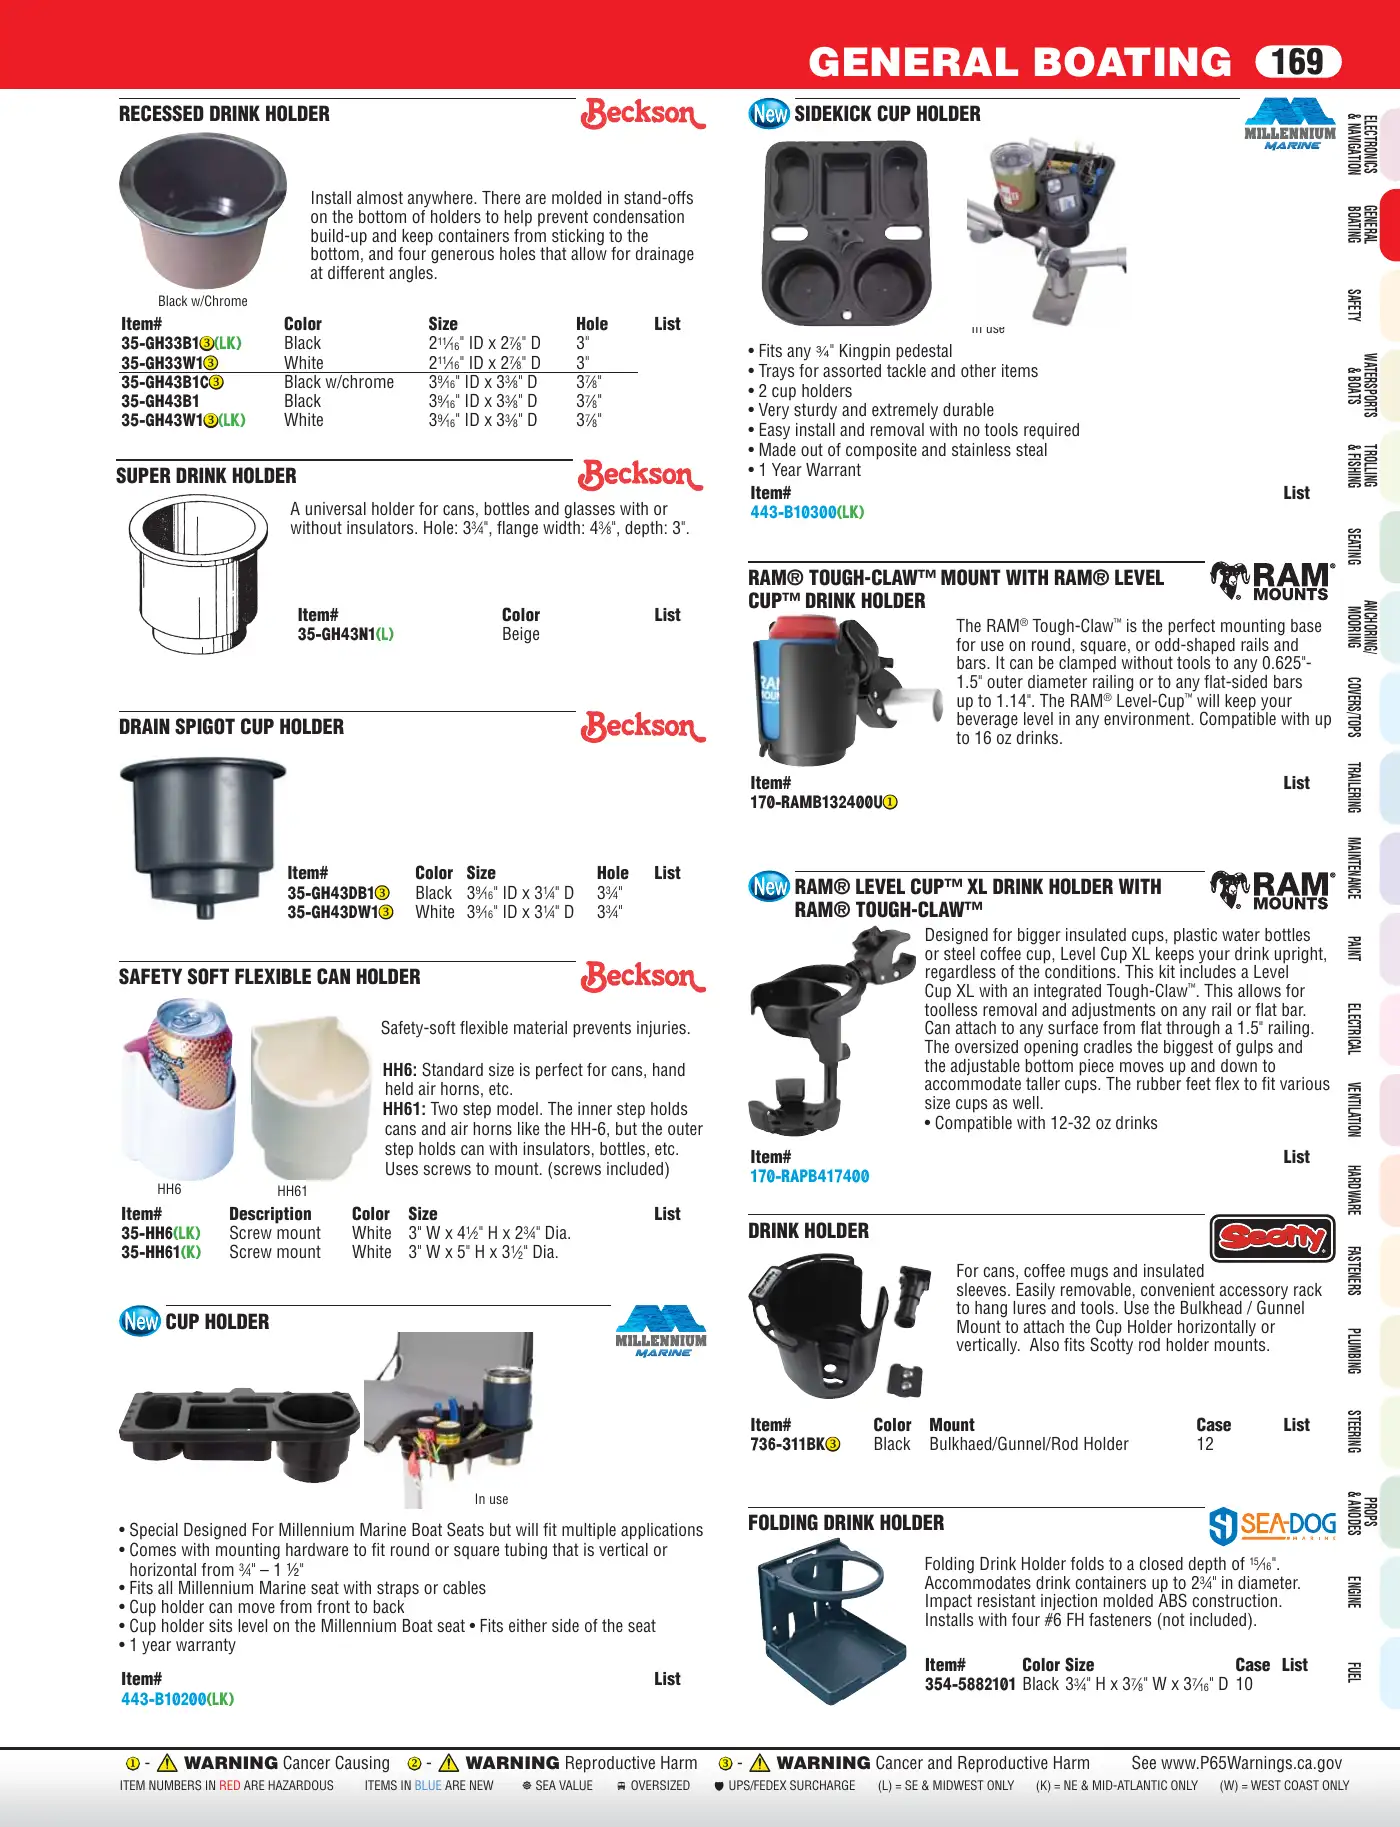 GENERAL BOATING 169
RECESSED DRINK HOLDER
Beckson
Install almost anywhere. There are molded in stand-offs
on the bottom of holders to help prevent condensation
build-up and keep containers from sticking to the
bottom, and four generous holes that allow for drainage
at different angles.
Black w/Chrome
Item# Color Size Hole List
35-GH33B1③(LK) Black 2¹¹⁄₁₆" ID x 2⅞" D 3"
35-GH33W1③ White 2¹¹⁄₁₆" ID x 2⅞" D 3"
35-GH43B1C③ Black w/chrome 3⁹⁄₁₆" ID x 3⅜" D 3⅞"
35-GH43B1 Black 3⁹⁄₁₆" ID x 3⅜" D 3⅞"
35-GH43W1③(LK) White 3⁹⁄₁₆" ID x 3⅜" D 3⅞"
SUPER DRINK HOLDER
Beckson
A universal holder for cans, bottles and glasses with or
without insulators. Hole: 3¾", flange width: 4⅜", depth: 3".
Item# Color List
35-GH43N1(L) Beige
DRAIN SPIGOT CUP HOLDER
Beckson
Item# Color Size Hole List
35-GH43DB1③ Black 3⁹⁄₁₆" ID x 3¼" D 3¾"
35-GH43DW1③ White 3⁹⁄₁₆" ID x 3¼" D 3¾"
SAFETY SOFT FLEXIBLE CAN HOLDER
Beckson
Safety-soft flexible material prevents injuries.
HH6: Standard size is perfect for cans, hand
held air horns, etc.
HH61: Two step model. The inner step holds
cans and air horns like the HH-6, but the outer
step holds can with insulators, bottles, etc.
Uses screws to mount. (screws included)
HH6
HH61
Item# Description Color Size List
35-HH6(LK) Screw mount White 3" W x 4½" H x 2¾" Dia.
35-HH61(K) Screw mount White 3" W x 5" H x 3½" Dia.
New CUP HOLDER
MILLENNIUM
MARINE
In use
• Special Designed For Millennium Marine Boat Seats but will fit multiple applications
• Comes with mounting hardware to fit round or square tubing that is vertical or
horizontal from ¾" – 1 ½"
• Fits all Millennium Marine seat with straps or cables
• Cup holder can move from front to back
• Cup holder sits level on the Millennium Boat seat • Fits either side of the seat
• 1 year warranty
Item# List
443-B10200(LK)
New SIDEKICK CUP HOLDER
MILLENNIUM
MARINE
In use
• Fits any ¾" Kingpin pedestal
• Trays for assorted tackle and other items
• 2 cup holders
• Very sturdy and extremely durable
• Easy install and removal with no tools required
• Made out of composite and stainless steal
• 1 Year Warrant
Item# List
443-B10300(LK)
RAM® TOUGH-CLAW™ MOUNT WITH RAM® LEVEL
CUP™ DRINK HOLDER
RAM®
MOUNTS
The RAM® Tough-Claw™ is the perfect mounting base
for use on round, square, or odd-shaped rails and
bars. It can be clamped without tools to any 0.625"-
1.5" outer diameter railing or to any flat-sided bars
up to 1.14". The RAM® Level-Cup™ will keep your
beverage level in any environment. Compatible with up
to 16 oz drinks.
Item# List
170-RAMB132400U①
New RAM® LEVEL CUP™ XL DRINK HOLDER WITH
RAM® TOUGH-CLAW™
RAM®
MOUNTS
Designed for bigger insulated cups, plastic water bottles
or steel coffee cup, Level Cup XL keeps your drink upright,
regardless of the conditions. This kit includes a Level
Cup XL with an integrated Tough-Claw™. This allows for
toolless removal and adjustments on any rail or flat bar.
Can attach to any surface from flat through a 1.5" railing.
The oversized opening cradles the biggest of gulps and
the adjustable bottom piece moves up and down to
accommodate taller cups. The rubber feet flex to fit various
size cups as well.
• Compatible with 12-32 oz drinks
Item# List
170-RAPB417400
DRINK HOLDER
Scotty
For cans, coffee mugs and insulated
sleeves. Easily removable, convenient accessory rack
to hang lures and tools. Use the Bulkhead / Gunnel
Mount to attach the Cup Holder horizontally or
vertically. Also fits Scotty rod holder mounts.
Item# Color Mount Case List
736-311BK③ Black Bulkhaed/Gunnel/Rod Holder 12
FOLDING DRINK HOLDER
SEA-DOG
MARINE
Folding Drink Holder folds to a closed depth of ¹⁵⁄₁₆".
Accommodates drink containers up to 2¾" in diameter.
Impact resistant injection molded ABS construction.
Installs with four #6 FH fasteners (not included).
Item# Color Size Case List
354-5882101 Black 3¾" H x 3⅞" W x 3⁷⁄₁₆" D 10
ELECTRONICS
& NAVIGATION
GENERAL
BOATING
SAFETY
WATERSPORTS
& BOATS
TROLLING
& FISHING
SEATING
ANCHORING/
MOORING
COVERS/TOPS
TRAILERING
MAINTENANCE
PAINT
ELECTRICAL
VENTILATION
HARDWARE
FASTENERS
PLUMBING
STEERING
PROPS
& ANODES
ENGINE
FUEL
① - WARNING Cancer Causing ② - WARNING Reproductive Harm ③ - WARNING Cancer and Reproductive Harm See www.P65Warnings.ca.gov
ITEM NUMBERS IN RED ARE HAZARDOUS ITEMS IN BLUE ARE NEW SEA VALUE OVERSIZED UPS/FEDEX SURCHARGE (L) = SE & MIDWEST ONLY (K) = NE & MID-ATLANTIC ONLY (W) = WEST COAST ONLY